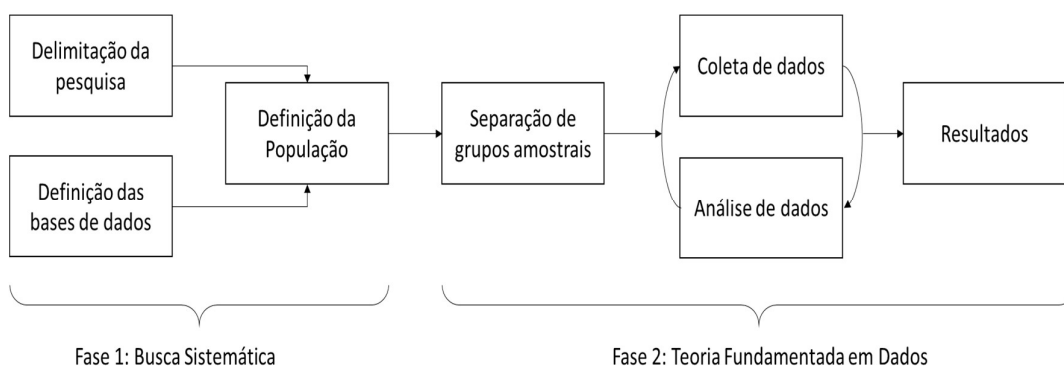 Delimitação da
pesquisa
Definição das
bases de dados
Definição da
População
Separação de
grupos amostrais
Coleta de dados
Análise de dados
Resultados
Fase 1: Busca Sistemática
Fase 2: Teoria Fundamentada em Dados